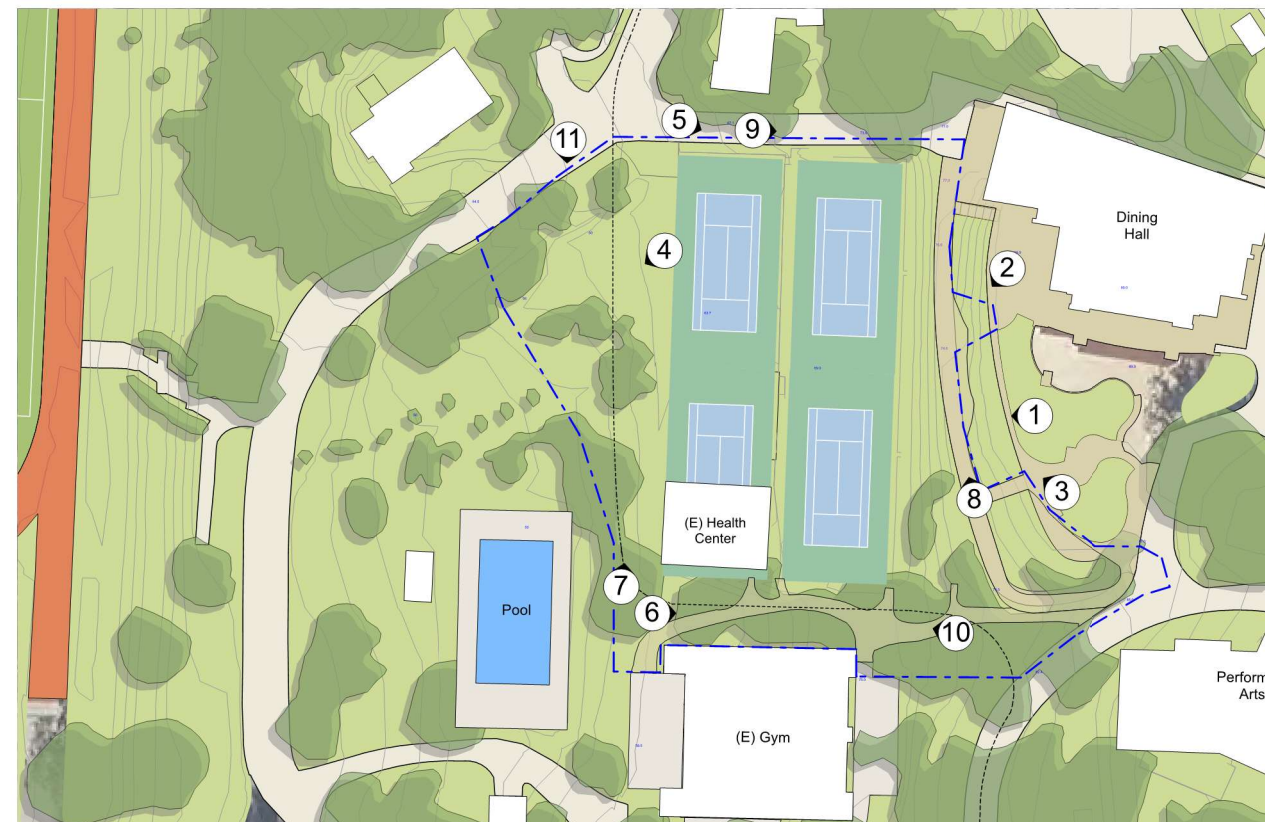 5
9
11
Dining
Hall
4
2
1
8
3
(E) Health
Center
7
6
Pool
10
Perform
Arts
(E) Gym